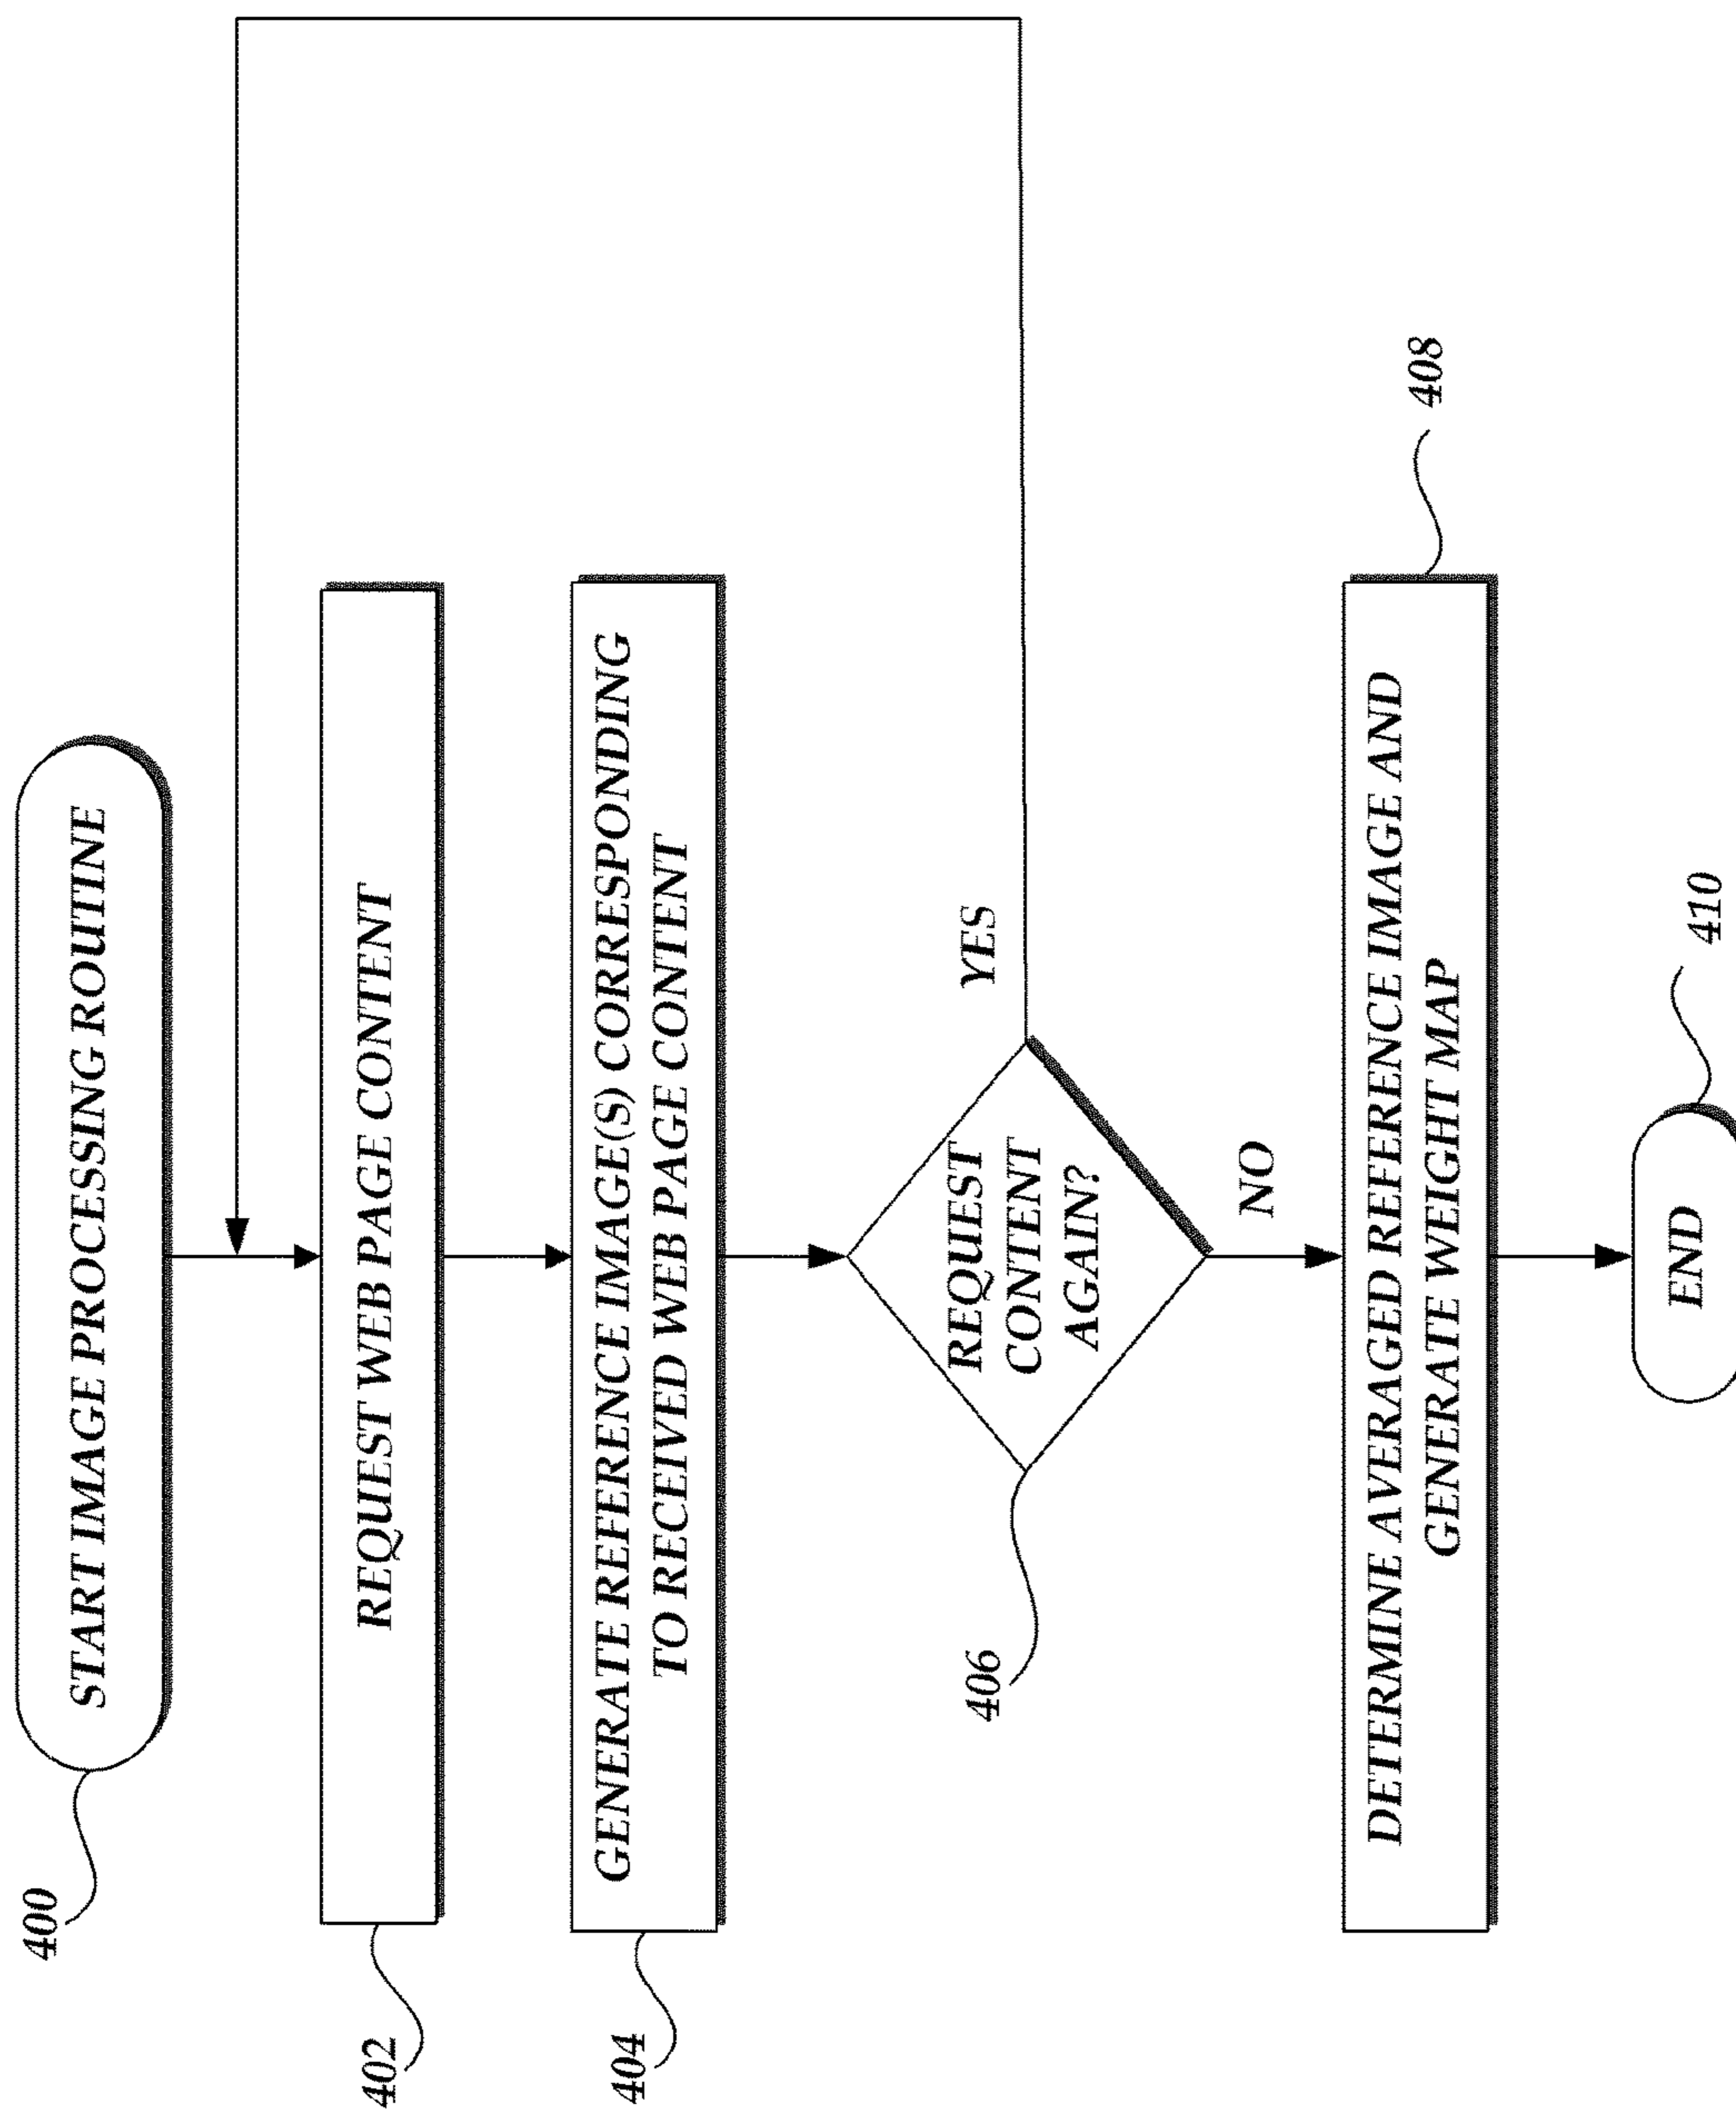 400
START IMAGE PROCESSING ROUTINE
402
REQUEST WEB PAGE CONTENT
404
GENERATE REFERENCE IMAGE(S) CORRESPONDING
TO RECEIVED WEB PAGE CONTENT
406
REQUEST
CONTENT
AGAIN?
YES
NO
408
DETERMINE AVERAGED REFERENCE IMAGE AND
GENERATE WEIGHT MAP
END
410